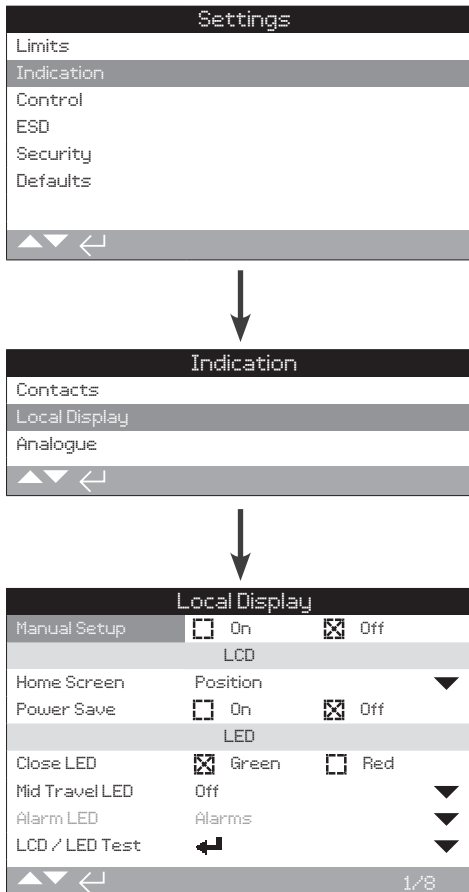 Settings
Limits
Indication
Control
ESD
Security
Defaults
Indication
Contacts
Local Display
Analogue
Local Display
Manual Setup On Off
LCD
Home Screen Position
Power Save On Off
LED
Close LED Green Red
Mid Travel LED Off
Alarm LED Alarms
LCD / LED Test
1/8